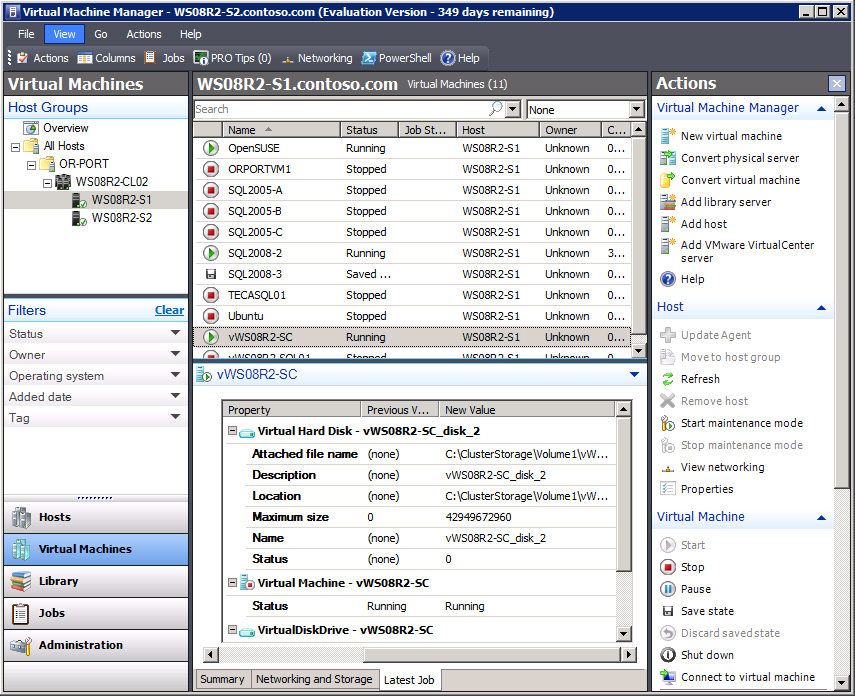 Virtual Machine Manager - WS08R2-S2.contoso.com (Evaluation Version - 349 days remaining)
File View Go Actions Help
Actions Columns Jobs PRO Tips (0) Networking PowerShell Help
Virtual Machines
Host Groups
Overview
All Hosts
OR-PORT
WS08R2-CL02
WS08R2-S1
WS08R2-S2
Filters Clear
Status
Owner
Operating system
Added date
Tag
Hosts
Virtual Machines
Library
Jobs
Administration
WS08R2-S1.contoso.com Virtual Machines (11)
Search None
Name Status Job St... Host Owner C...
OpenSUSE Running WS08R2-S1 Unknown 0...
ORPORTVM1 Stopped WS08R2-S1 Unknown 0...
SQL2005-A Stopped WS08R2-S1 Unknown 0...
SQL2005-B Stopped WS08R2-S1 Unknown 0...
SQL2005-C Stopped WS08R2-S1 Unknown 0...
SQL2008-2 Running WS08R2-S1 Unknown 3...
SQL2008-3 Saved ... WS08R2-S1 Unknown 0...
TECASQL01 Stopped WS08R2-S1 Unknown 0...
Ubuntu Stopped WS08R2-S1 Unknown 0...
vWS08R2-SC Running WS08R2-S1 Unknown 0...
vWS08R2-SQL01 Stopped WS08R2-S1 Unknown 0...
vWS08R2-SC
Property Previous V... New Value
Virtual Hard Disk - vWS08R2-SC_disk_2
Attached file name (none) C:\ClusterStorage\Volume1\vW...
Description (none) vWS08R2-SC_disk_2
Location (none) C:\ClusterStorage\Volume1\vW...
Maximum size 0 42949672960
Name (none) vWS08R2-SC_disk_2
Status (none) 0
Virtual Machine - vWS08R2-SC
Status Running Running
VirtualDiskDrive - vWS08R2-SC
Summary Networking and Storage Latest Job
Actions
Virtual Machine Manager
New virtual machine
Convert physical server
Convert virtual machine
Add library server
Add host
Add VMware VirtualCenter
server
Help
Host
Update Agent
Move to host group
Refresh
Remove host
Start maintenance mode
Stop maintenance mode
View networking
Properties
Virtual Machine
Start
Stop
Pause
Save state
Discard saved state
Shut down
Connect to virtual machine